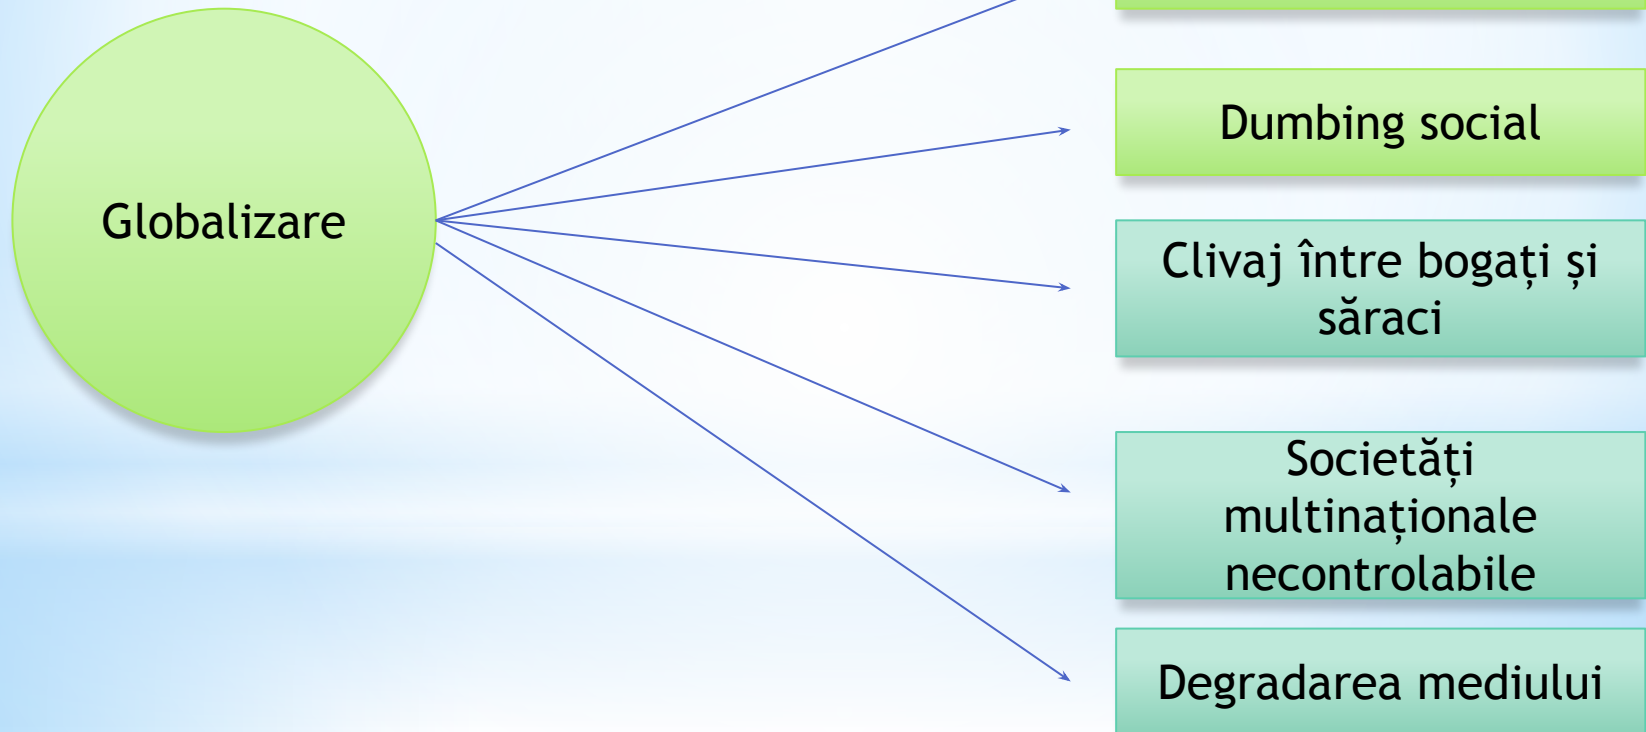 Globalizare
Dumbing social
Clivaj între bogați și
săraci
Societăți
multinaționale
necontrolabile
Degradarea mediului